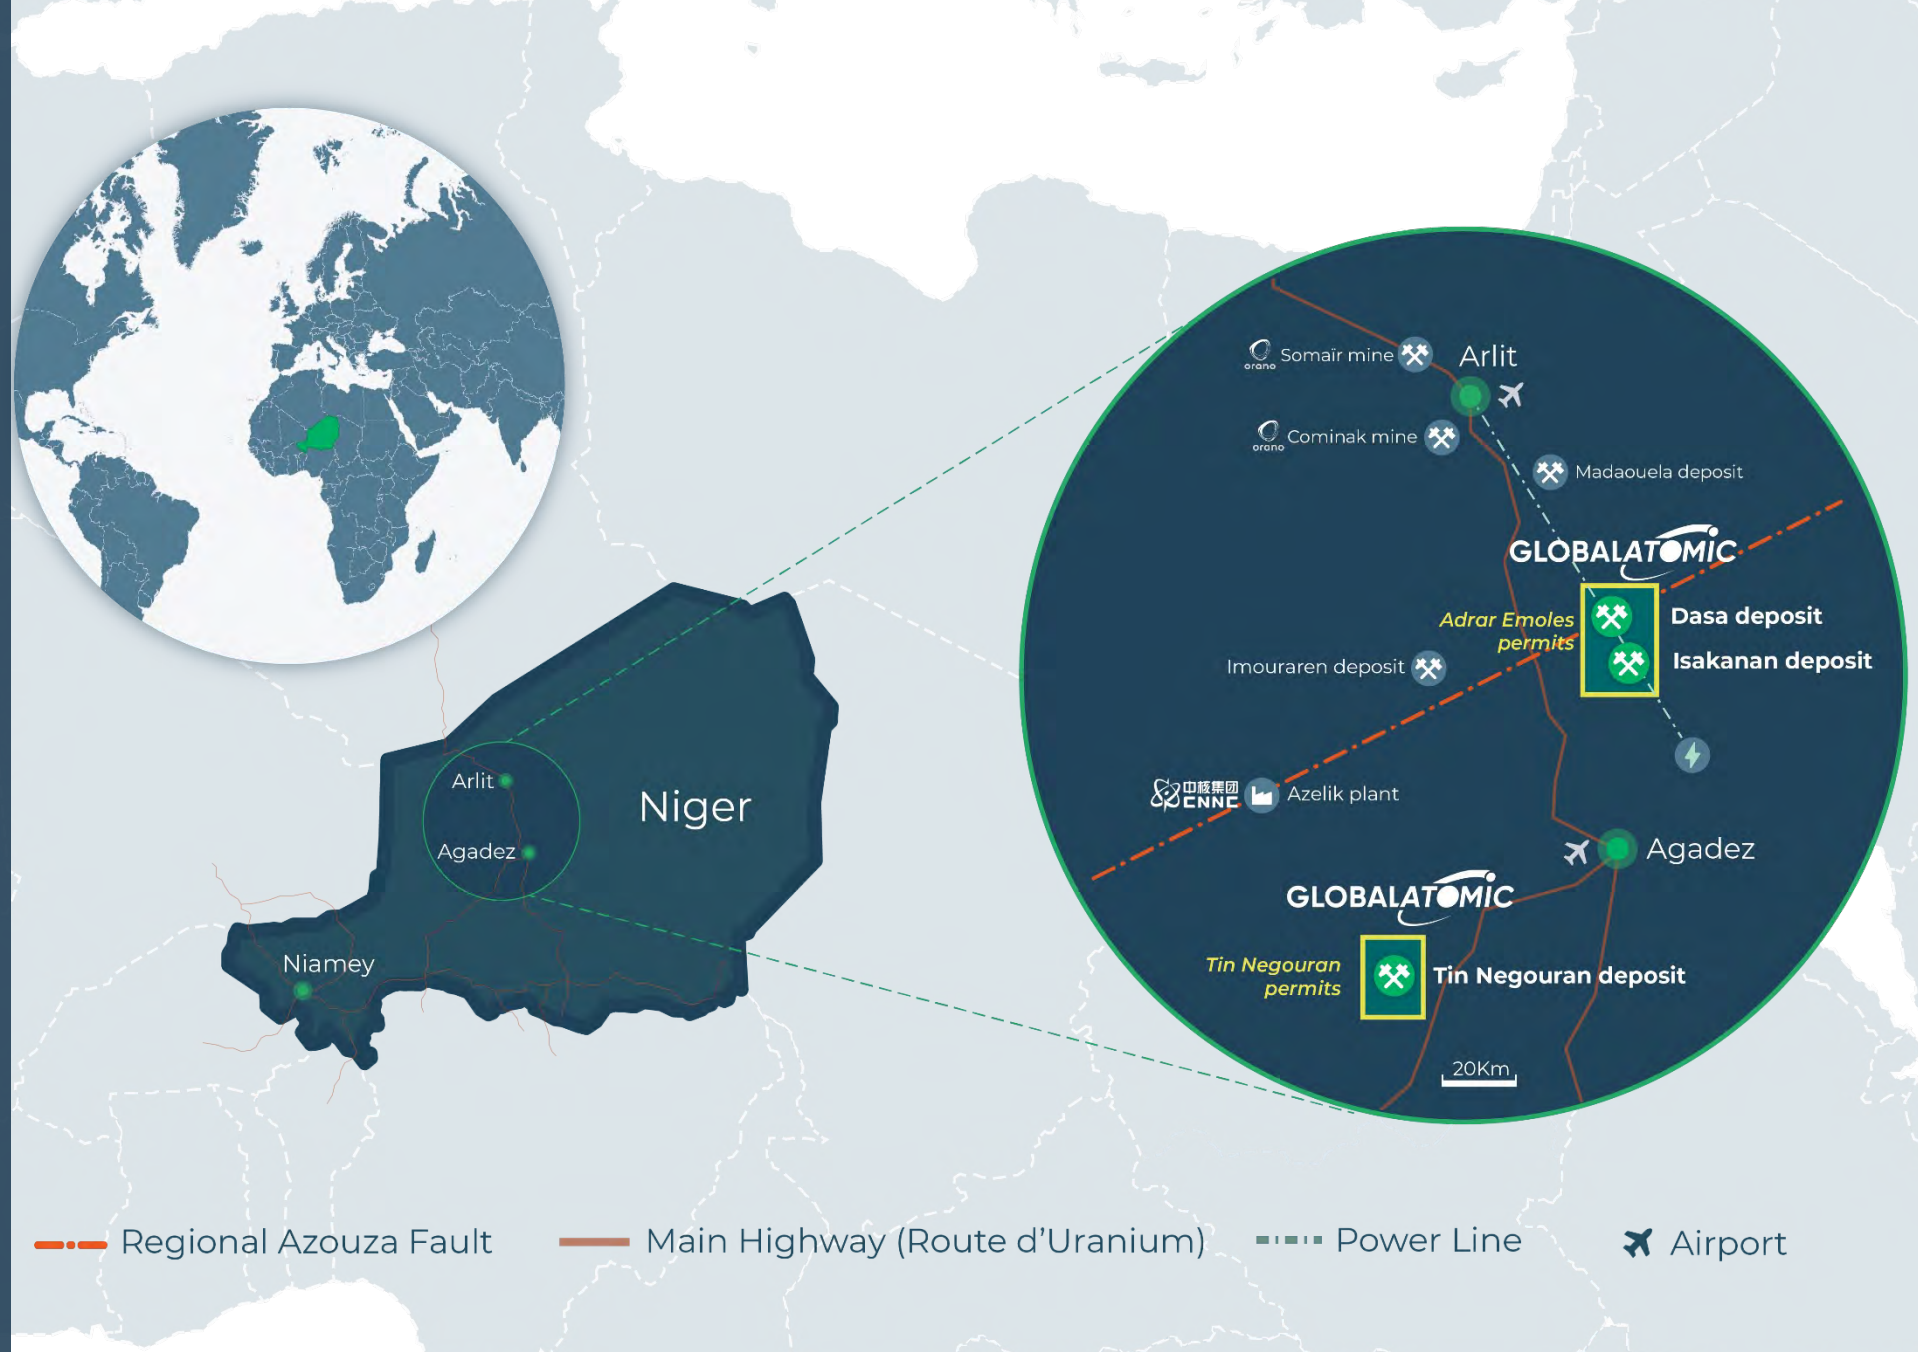 orano
Somaïr mine
Arlit
orano
Cominak mine
Madaouela deposit
GLOBALATOMIC
Adrar Emoles
permits
Dasa deposit
Isakanan deposit
Imouraren deposit
中核集团
CNNC
Azelik plant
Agadez
GLOBALATOMIC
Tin Negouran
permits
Tin Negouran deposit
20Km
Arlit
Niger
Agadez
Niamey
Regional Azouza Fault
Main Highway (Route d’Uranium)
Power Line
Airport